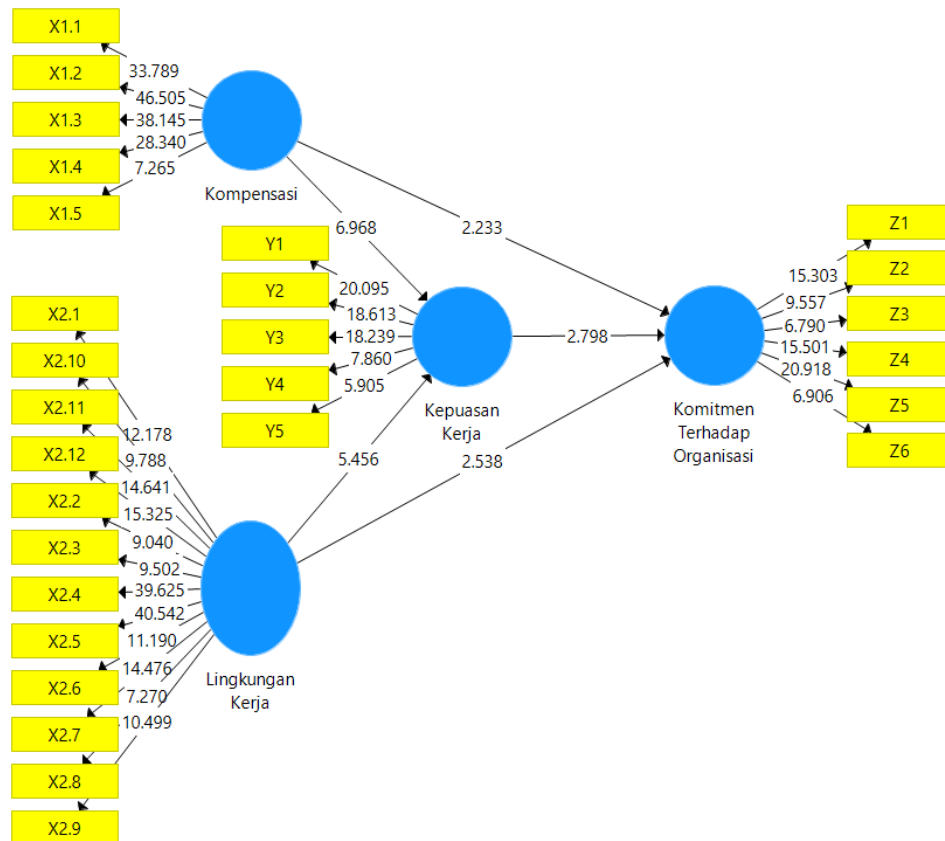 X1.1
X1.2
X1.3
X1.4
X1.5
33.789
46.505
38.145
28.340
7.265
Kompensasi
6.968
2.233
Y1
Y2
Y3
Y4
Y5
20.095
18.613
18.239
7.860
5.905
Kepuasan
Kerja
2.798
5.456
2.538
Komitmen
Terhadap
Organisasi
15.303
9.557
6.790
15.501
20.918
6.906
Z1
Z2
Z3
Z4
Z5
Z6
X2.1
X2.10
X2.11
X2.12
X2.2
X2.3
X2.4
X2.5
X2.6
X2.7
X2.8
X2.9
12.178
9.788
14.641
15.325
9.040
9.502
39.625
40.542
11.190
14.476
7.270
10.499
Lingkungan
Kerja